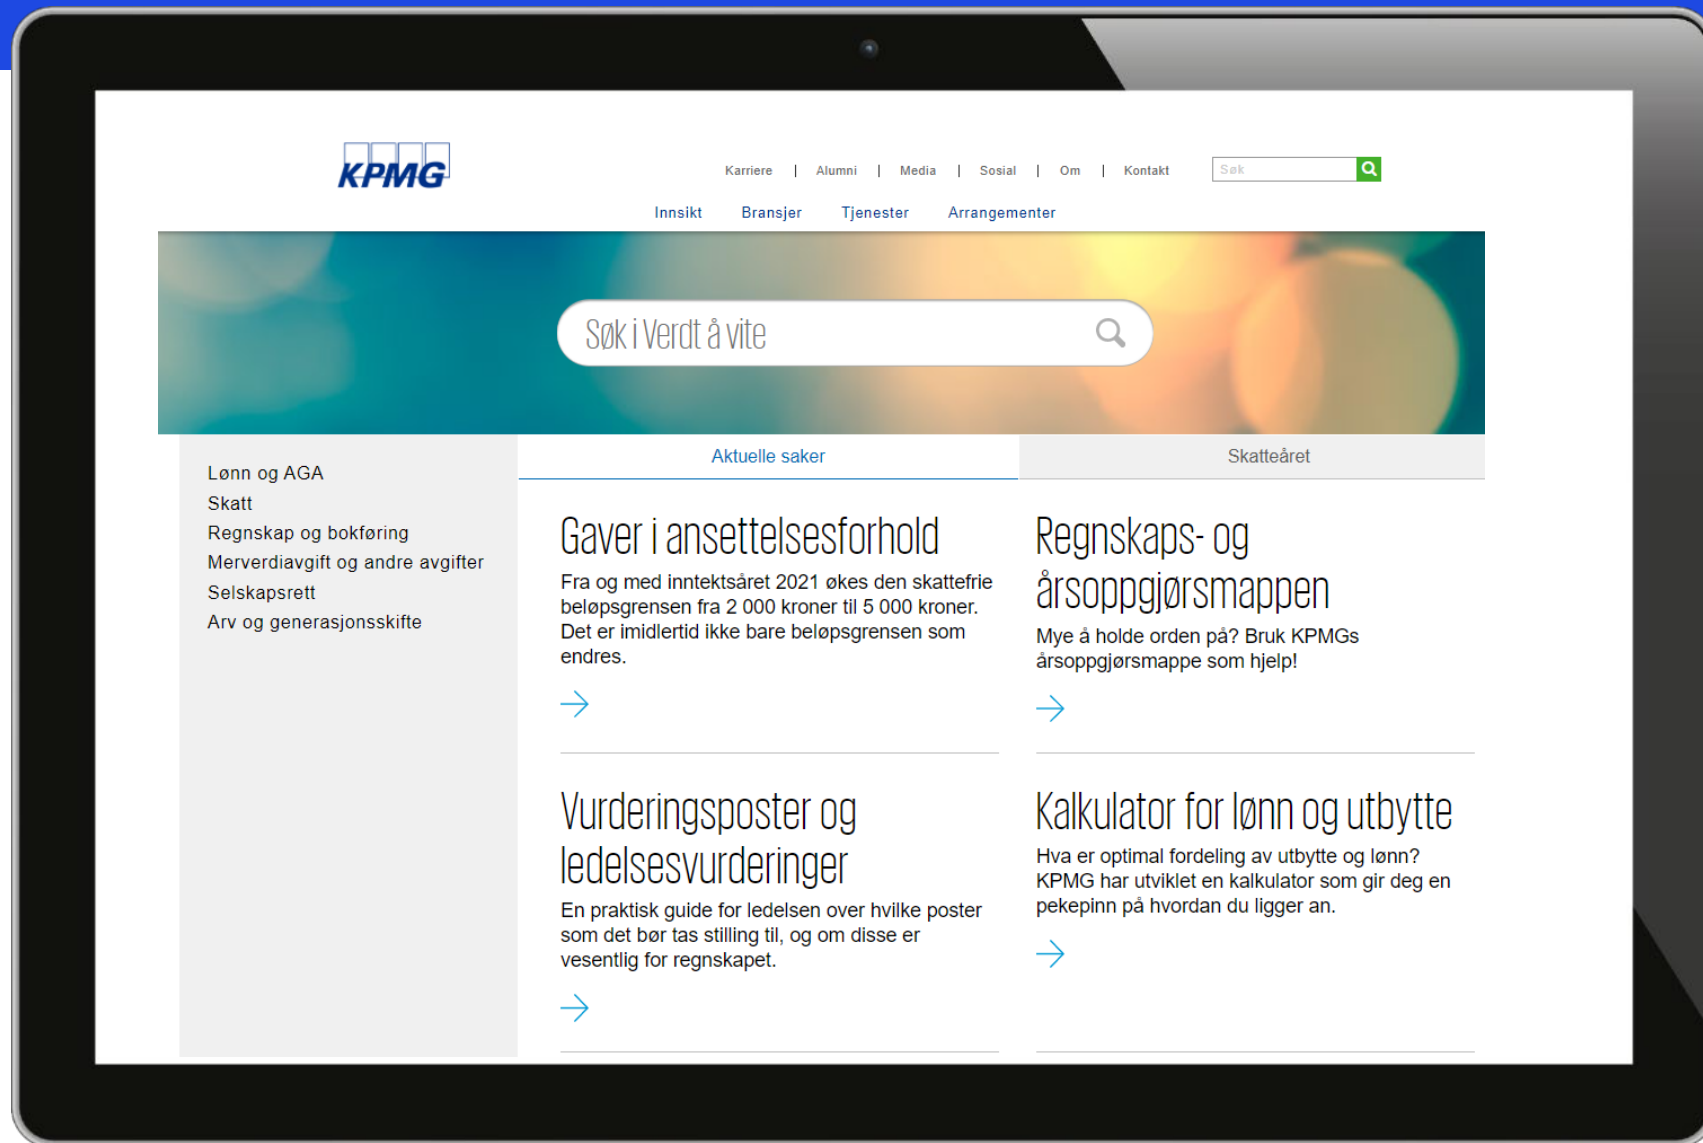 KPMG
Karriere | Alumni | Media | Sosial | Om | Kontakt
Søk
Innsikt Bransjer Tjenester Arrangementer
Søk i Verdt å vite
Lønn og AGA
Skatt
Regnskap og bokføring
Merverdiavgift og andre avgifter
Selskapsrett
Arv og generasjonsskifte
Aktuelle saker
Skatteåret
Gaver i ansettelsesforhold
Fra og med inntektsåret 2021 økes den skattefrie
beløpsgrensen fra 2 000 kroner til 5 000 kroner.
Det er imidlertid ikke bare beløpsgrensen som
endres.
Regnskaps- og
årsoppgjørsmappen
Mye å holde orden på? Bruk KPMGs
årsoppgjørsmappe som hjelp!
Vurderingsposter og
ledelsesvurderinger
En praktisk guide for ledelsen over hvilke poster
som det bør tas stilling til, og om disse er
vesentlig for regnskapet.
Kalkulator for lønn og utbytte
Hva er optimal fordeling av utbytte og lønn?
KPMG har utviklet en kalkulator som gir deg en
pekepinn på hvordan du ligger an.